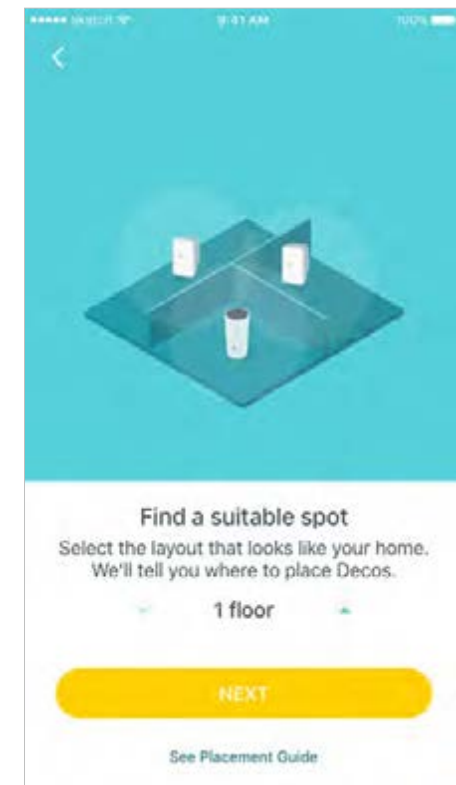 9:41 AM
100%
Find a suitable spot
Select the layout that looks like your home.
We'll tell you where to place Decos.
1 floor
NEXT
See Placement Guide